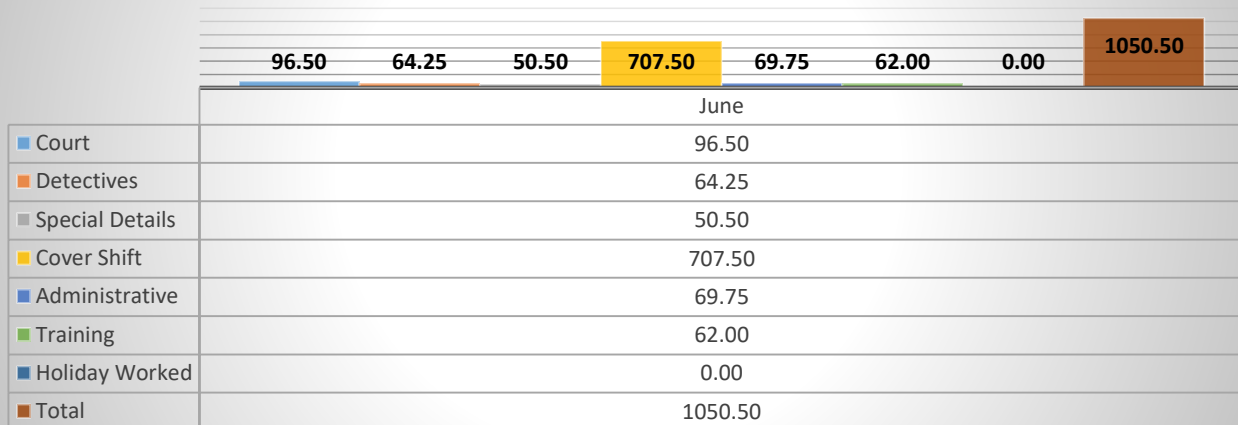 96.50 64.25 50.50 707.50 69.75 62.00 0.00 1050.50
June
Court 96.50
Detectives 64.25
Special Details 50.50
Cover Shift 707.50
Administrative 69.75
Training 62.00
Holiday Worked 0.00
Total 1050.50